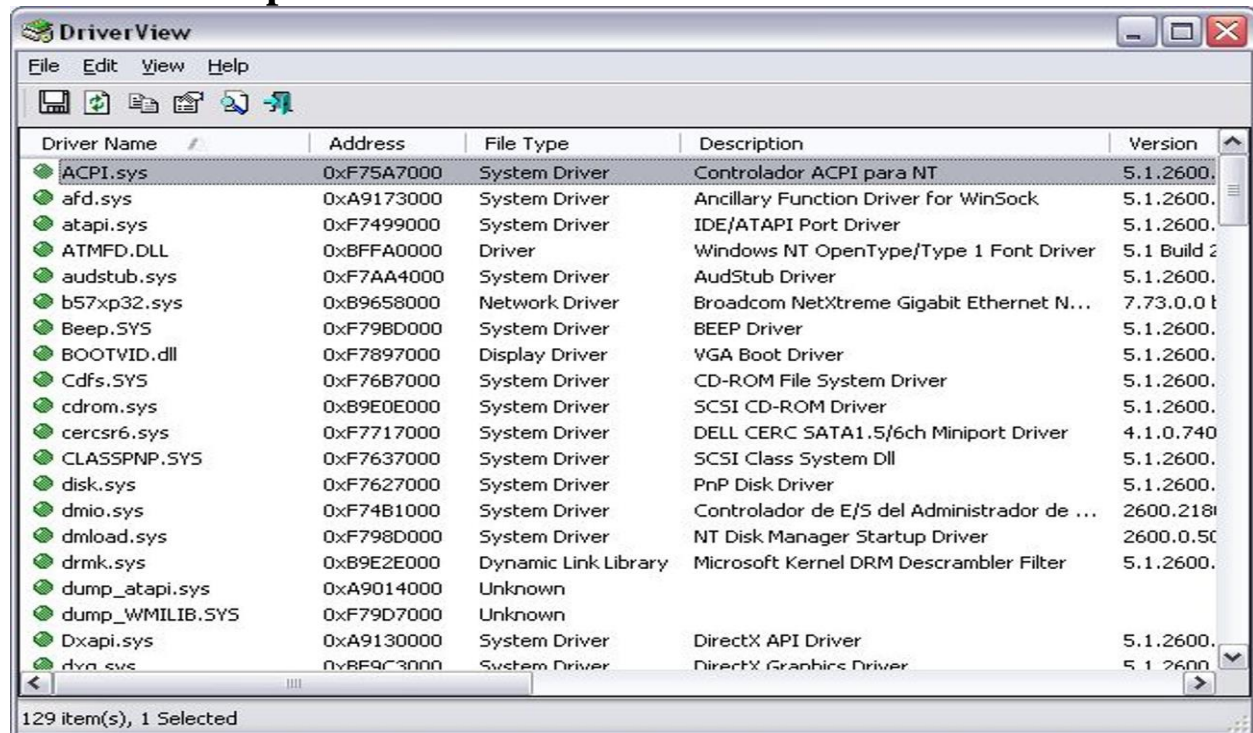 DriverView
File Edit View Help
Driver Name Address File Type Description Version
ACPI.sys 0xF75A7000 System Driver Controlador ACPI para NT 5.1.2600.
afd.sys 0xA9173000 System Driver Ancillary Function Driver for WinSock 5.1.2600.
atapi.sys 0xF7499000 System Driver IDE/ATAPI Port Driver 5.1.2600.
ATMFD.DLL 0xBFFA0000 Driver Windows NT OpenType/Type 1 Font Driver 5.1 Build
audstub.sys 0xF7AA4000 System Driver AudStub Driver 5.1.2600.
b57xp32.sys 0xB9658000 Network Driver Broadcom NetXtreme Gigabit Ethernet N... 7.73.0.0
Beep.SYS 0xF79BD000 System Driver BEEP Driver 5.1.2600.
BOOTVID.dll 0xF7897000 Display Driver VGA Boot Driver 5.1.2600.
Cdfs.SYS 0xF76B7000 System Driver CD-ROM File System Driver 5.1.2600.
cdrom.sys 0xB9E0E000 System Driver SCSI CD-ROM Driver 5.1.2600.
cercsr6.sys 0xF7717000 System Driver DELL CERC SATA1.5/6ch Miniport Driver 4.1.0.740
CLASSPNP.SYS 0xF7637000 System Driver SCSI Class System Dll 5.1.2600.
disk.sys 0xF7627000 System Driver PnP Disk Driver 5.1.2600.
dmio.sys 0xF74B1000 System Driver Controlador de E/S del Administrador de ... 2600.218
dmload.sys 0xF798D000 System Driver NT Disk Manager Startup Driver 2600.0.50
drmk.sys 0xB9E2E000 Dynamic Link Library Microsoft Kernel DRM Descrambler Filter 5.1.2600.
dump_atapi.sys 0xA9014000 Unknown
dump_WMILIB.SYS 0xF79D7000 Unknown
Dxapi.sys 0xA9130000 System Driver DirectX API Driver 5.1.2600.
dxg.sys 0xBF9C3000 System Driver DirectX Graphics Driver 5.1.2600
129 item(s), 1 Selected